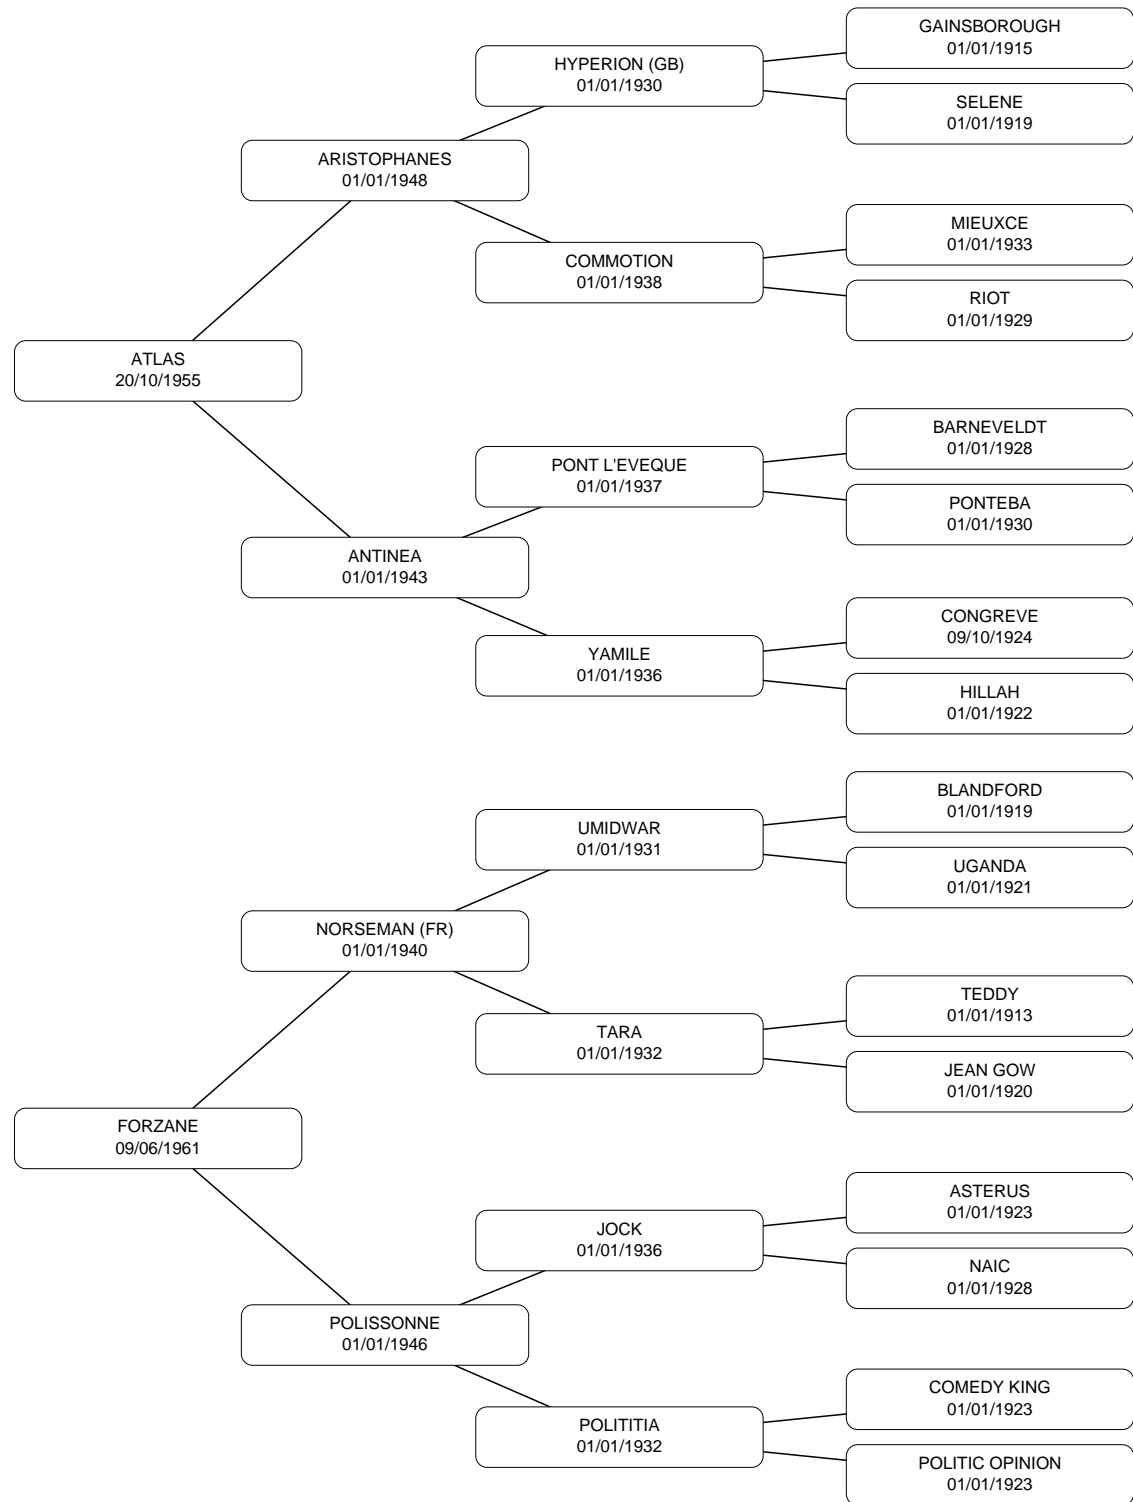 GAINSBOROUGH
01/01/1915
HYPERION (GB)
01/01/1930
SELENE
01/01/1919
ARISTOPHANES
01/01/1948
MIEUXCE
01/01/1933
COMMOTION
01/01/1938
RIOT
01/01/1929
ATLAS
20/10/1955
BARNEVELDT
01/01/1928
PONT L'EVEQUE
01/01/1937
PONTEBA
01/01/1930
ANTINEA
01/01/1943
CONGREVE
09/10/1924
YAMILE
01/01/1936
HILLAH
01/01/1922
BLANDFORD
01/01/1919
UMIDWAR
01/01/1931
UGANDA
01/01/1921
NORSEMAN (FR)
01/01/1940
TEDDY
01/01/1913
TARA
01/01/1932
JEAN GOW
01/01/1920
FORZANE
09/06/1961
ASTERUS
01/01/1923
JOCK
01/01/1936
NAIC
01/01/1928
POLISSONNE
01/01/1946
COMEDY KING
01/01/1923
POLITITIA
01/01/1932
POLITIC OPINION
01/01/1923